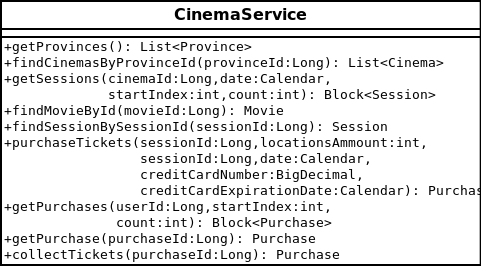 CinemaService
+getProvinces(): List<Province>
+findCinemasByProvinceId(provinceId:Long): List<Cinema>
+getSessions(cinemaId:Long,date:Calendar,
startIndex:int,count:int): Block<Session>
+findMovieById(movieId:Long): Movie
+findSessionBySessionId(sessionId:Long): Session
+purchaseTickets(sessionId:Long,locationsAmmount:int,
sessionId:Long,date:Calendar,
creditCardNumber:BigDecimal,
creditCardExpirationDate:Calendar): Purchas
+getPurchases(userId:Long,startIndex:int,
count:int): Block<Purchase>
+getPurchase(purchaseId:Long): Purchase
+collectTickets(purchaseId:Long): Purchase